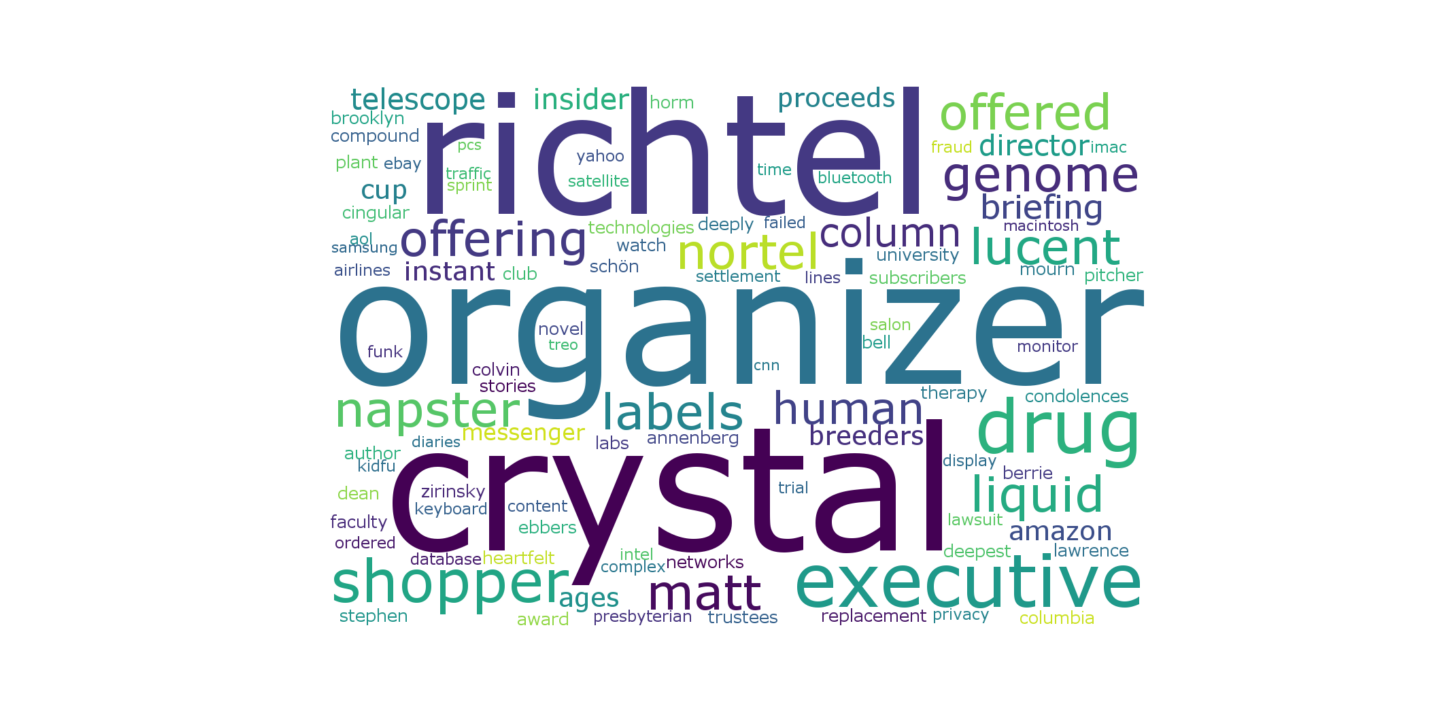 telescope insider horm proceeds offered
brooklyn
compound
richtel
pcs
yahoo
time
fraud director imac
plant ebay
traffic
satellite
bluetooth
genome
cup
sprint
cingular
briefing
offering technologies deeply failed column macintosh
aol
samsung
watch nortel university lucent
airlines instant club schön settlement lines subscribers mourn pitcher
organizer
novel
salon
funk
treo
bell
monitor
colvin
cnn
stories
napster labels human therapy condolences drug
messenger
diaries
labs annenberg breeders
author
kidfu
crystal
display
berrie
dean zirinsky
trial
liquid
keyboard content
faculty
ebbers
lawsuit amazon
ordered
database heartfelt
intel
complex networks
deepest lawrence
shopper ages matt executive
stephen award presbyterian trustees replacement privacy columbia